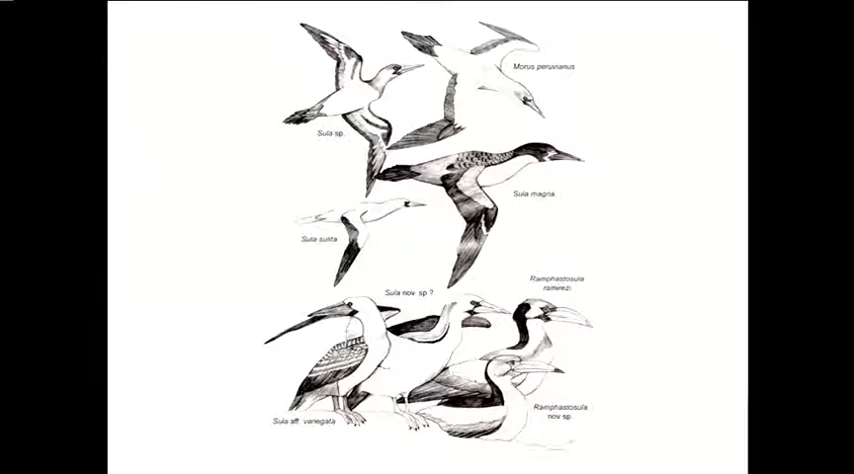 Morus peruvianus
Sula sp.
Sula magna
Sula sulita
Ramphastosula
ramirezi
Sula nov sp ?
Ramphastosula
nov sp
Sula aff. variegata